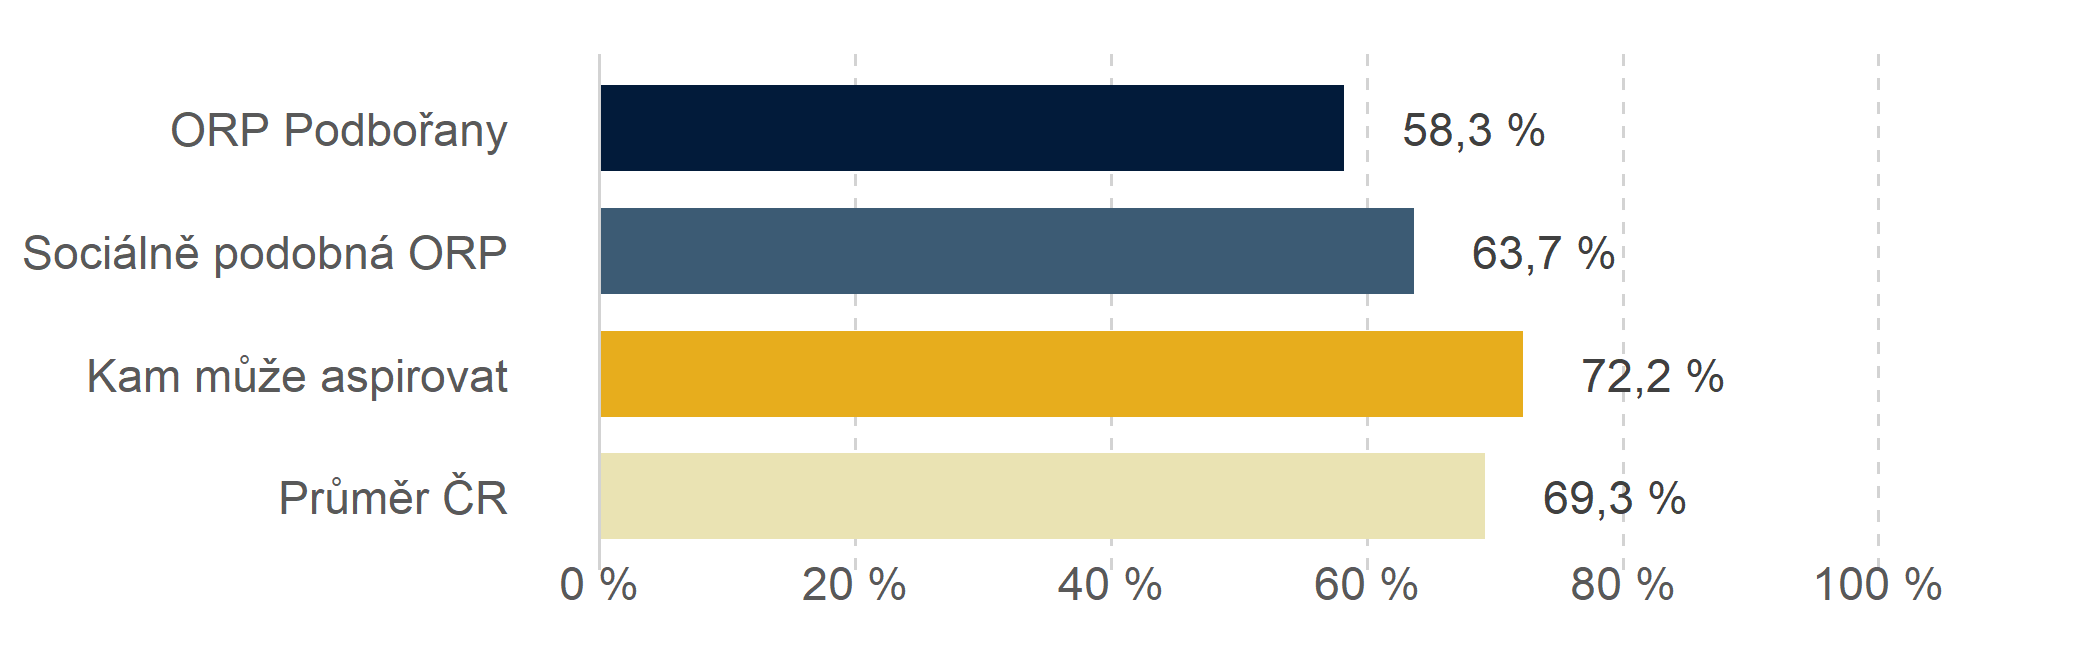 ORP Podbořany
58,3 %
Sociálně podobná ORP
63,7 %
Kam může aspirovat
72,2 %
Průměr ČR
69,3 %
0 %
20 %
40 %
60 %
80 %
100 %